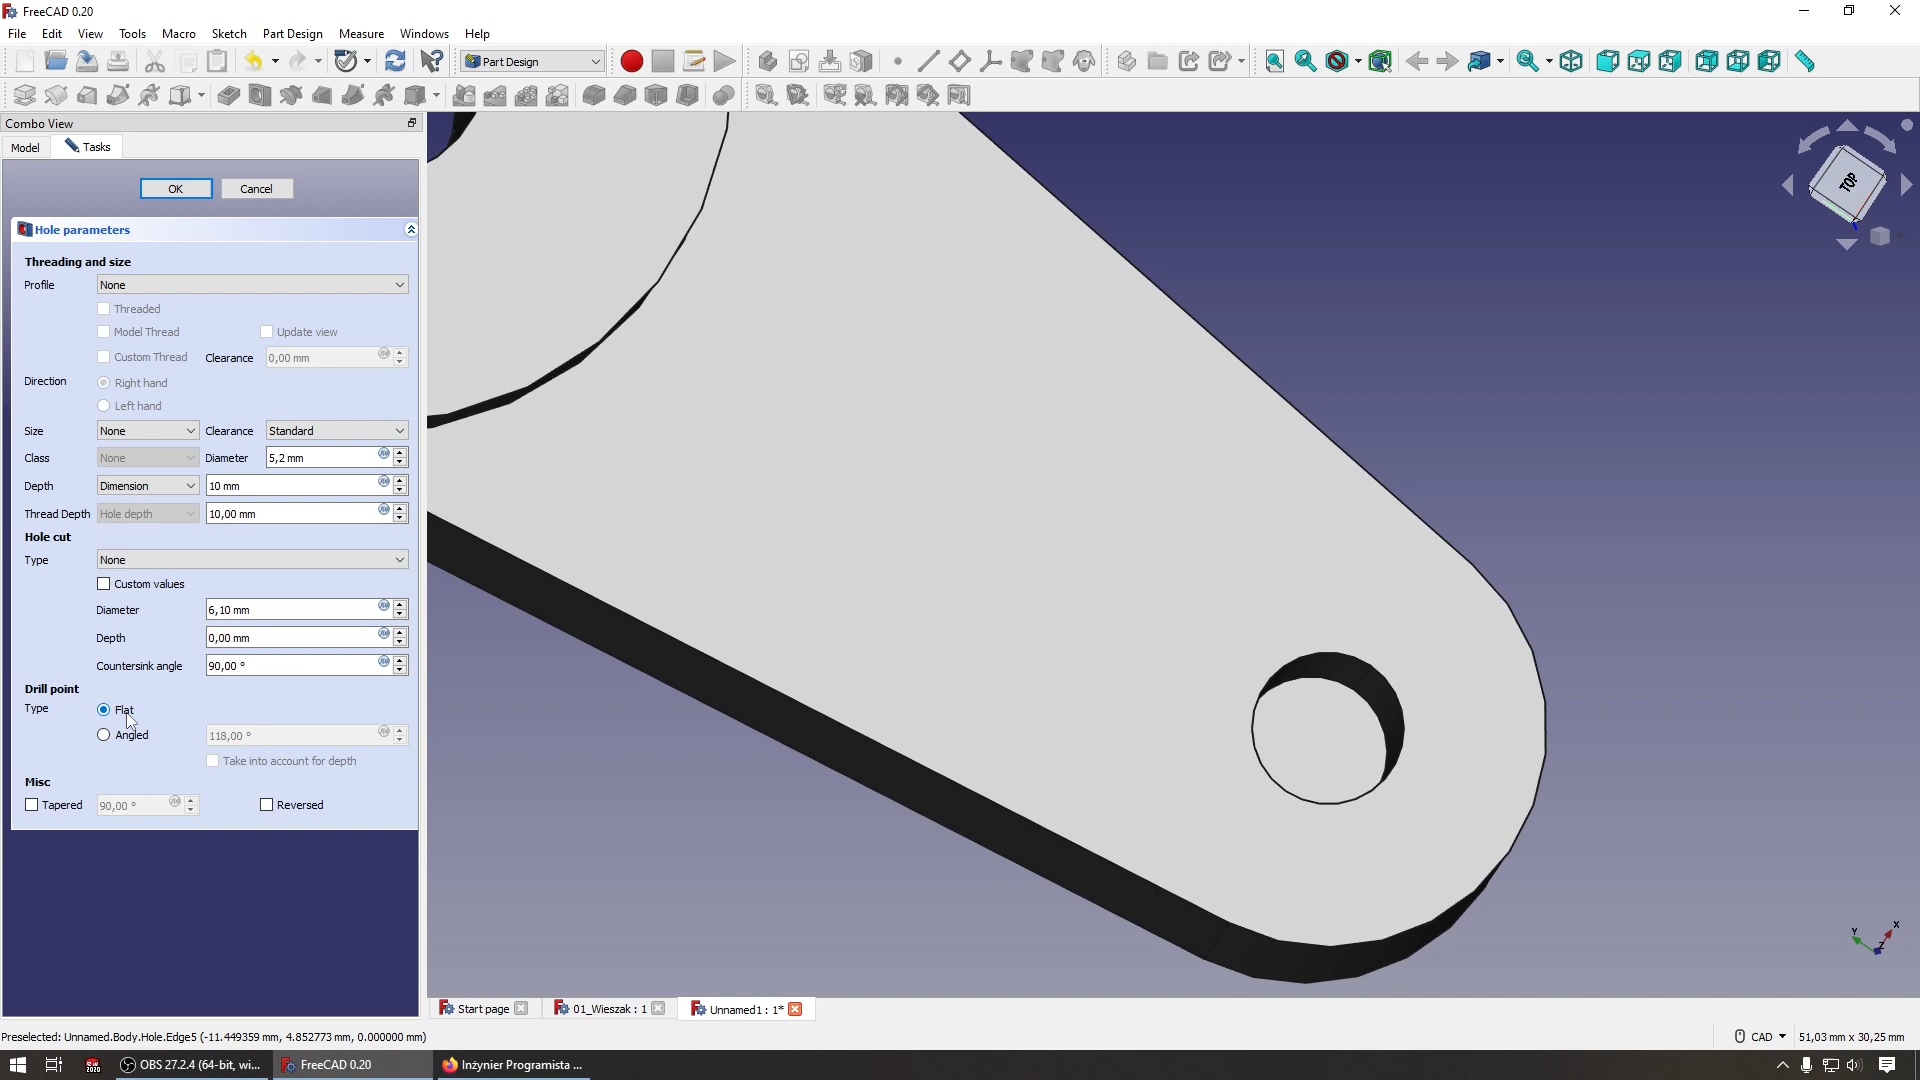 FreeCAD 0.20
File Edit View Tools Macro Sketch Part Design Measure Windows Help
Part Design
Combo View
Model Tasks
OK Cancel
Hole parameters
Threading and size
Profile None
Threaded
Model Thread Update view
Custom Thread Clearance 0,00 mm
Direction Right hand
Left hand
Size None Clearance Standard
Class None Diameter 5,2 mm
Depth Dimension 10 mm
Thread Depth Hole depth 10,00 mm
Hole cut
Type None
Custom values
Diameter 6,10 mm
Depth 0,00 mm
Countersink angle 90,00 °
Drill point
Type Flat
Angled 118,00 °
Take into account for depth
Misc
Tapered 90,00 ° Reversed
TOP
X
Y
Z
Start page 01_Wieszak : 1 Unnamed1 : 1*
Preselected: Unnamed.Body.Hole.Edge5 (-11.449359 mm, 4.852773 mm, 0.000000 mm) CAD 51,03 mm x 30,25 mm
OBS 27.2.4 (64-bit, wi... FreeCAD 0.20 Inżynier Programista ...